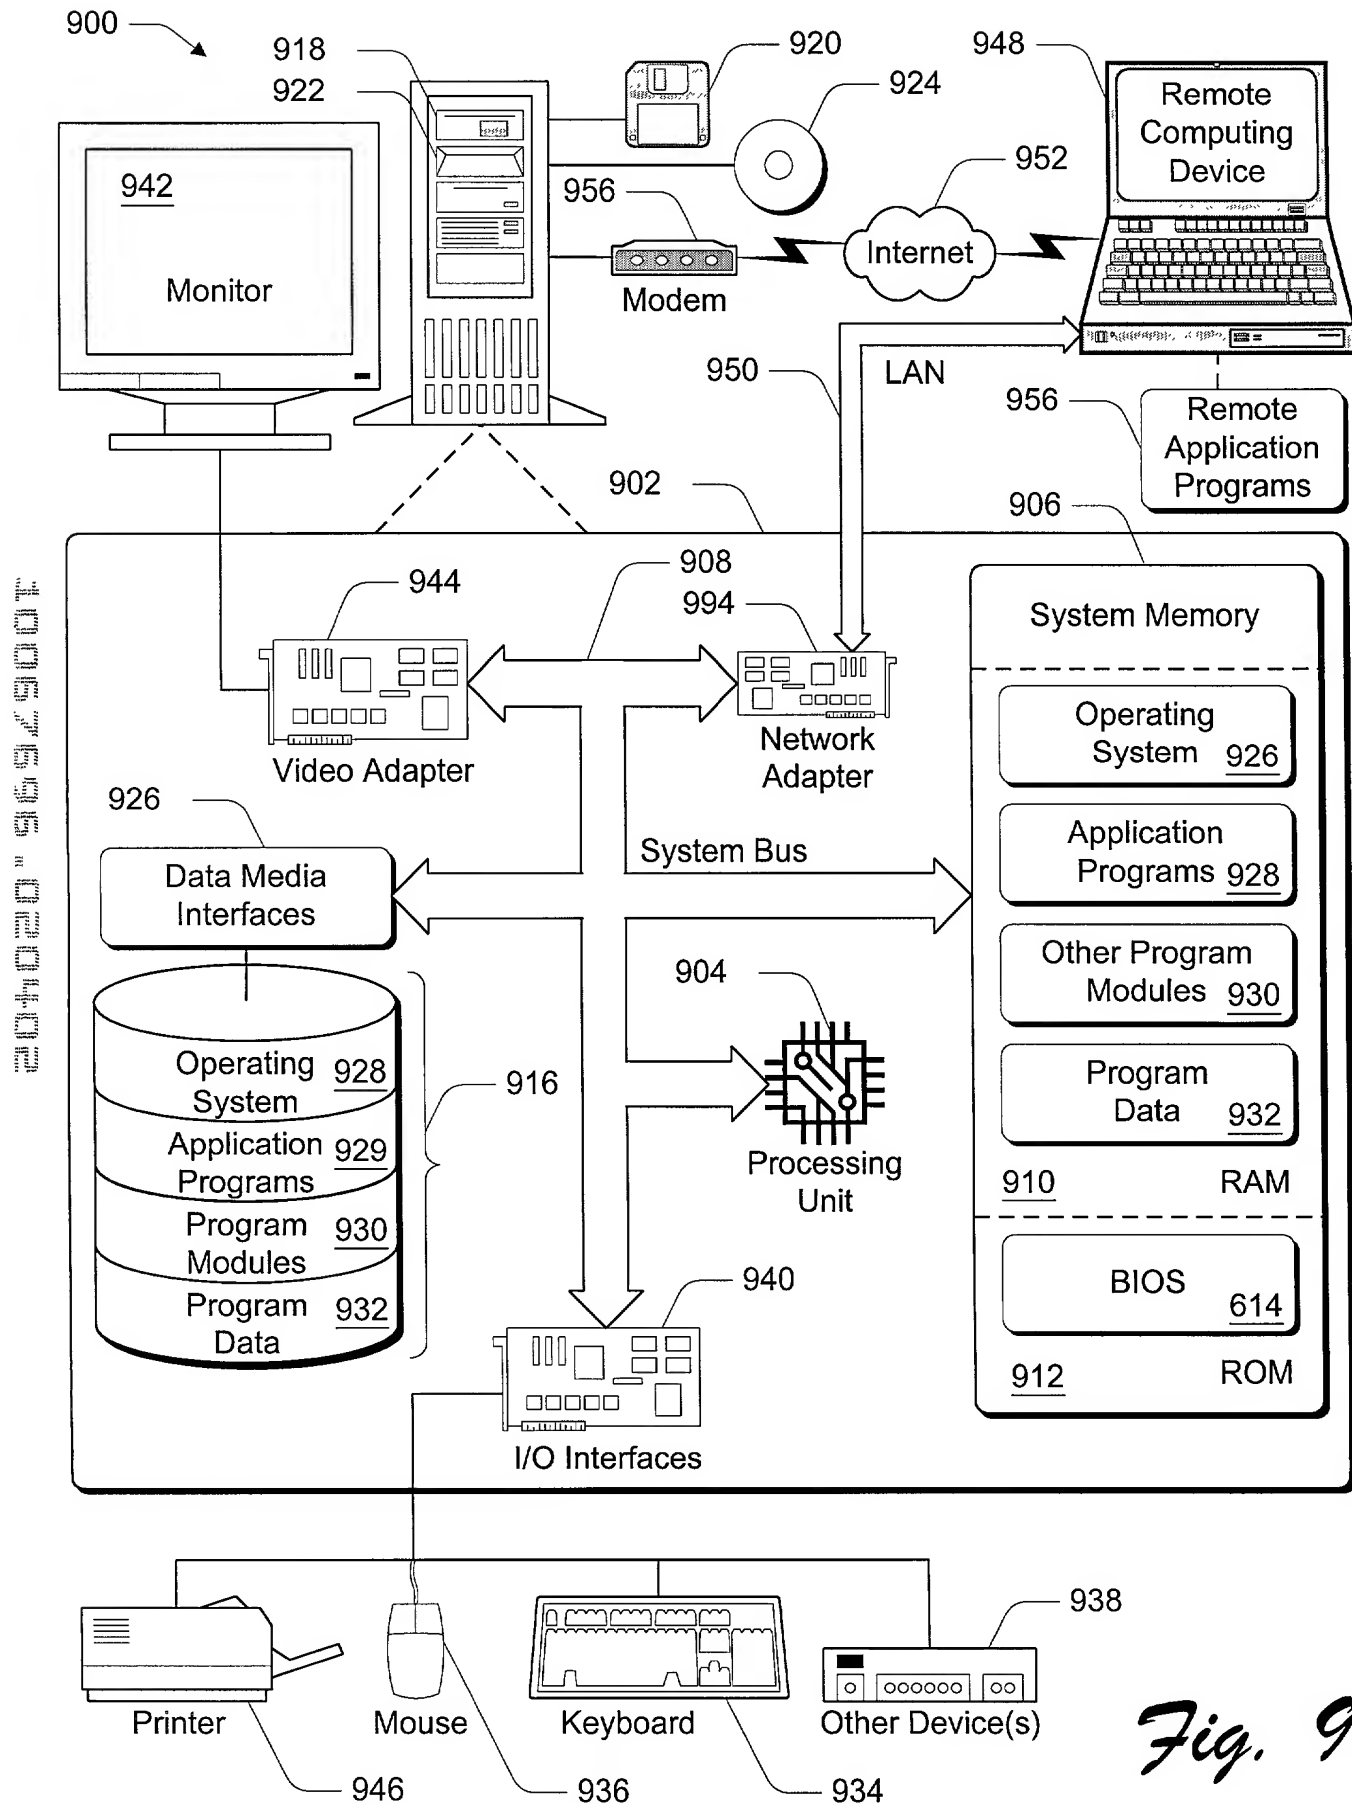 900
918
922
920
924
948
Remote
Computing
Device
942
Monitor
956
Modem
952
Internet
950
LAN
956
Remote
Application
Programs
902
906
908
944
994
Video Adapter
Network
Adapter
System Memory
Operating
System 926
Application
Programs 928
Other Program
Modules 930
Program
Data 932
910 RAM
BIOS
614
912 ROM
926
Data Media
Interfaces
System Bus
904
Processing
Unit
Operating
System 928
Application
Programs 929
Program
Modules 930
Program
Data 932
916
940
I/O Interfaces
Printer
Mouse
Keyboard
Other Device(s)
938
946
936
934
Fig. 9
10067696.020402